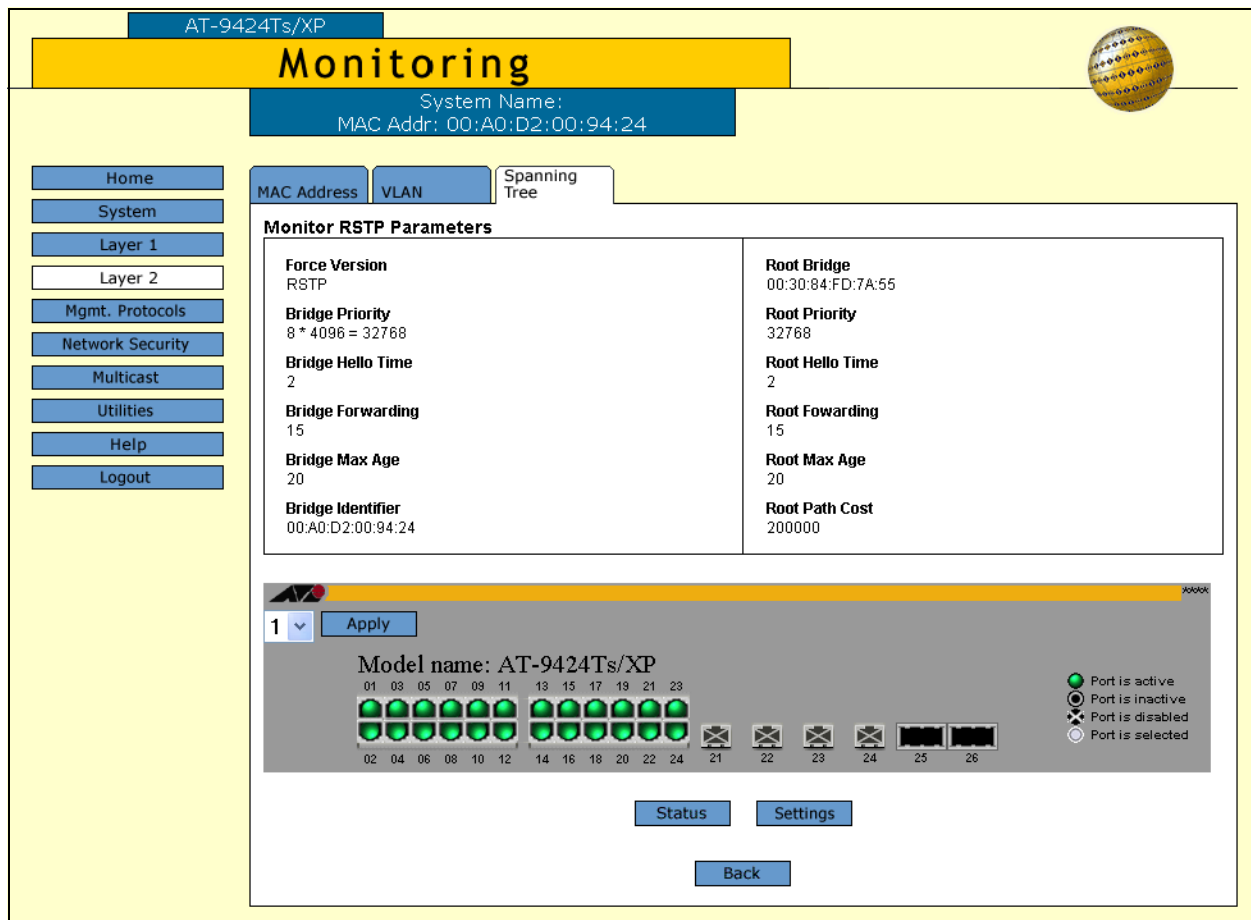 AT-9424Ts/XP
Monitoring
System Name:
MAC Addr: 00:A0:D2:00:94:24
Home
System
Layer 1
Layer 2
Mgmt. Protocols
Network Security
Multicast
Utilities
Help
Logout
MAC Address
VLAN
Spanning
Tree
Monitor RSTP Parameters
Force Version
RSTP
Bridge Priority
8 * 4096 = 32768
Bridge Hello Time
2
Bridge Forwarding
15
Bridge Max Age
20
Bridge Identifier
00:A0:D2:00:94:24
Root Bridge
00:30:84:FD:7A:55
Root Priority
32768
Root Hello Time
2
Root Fowarding
15
Root Max Age
20
Root Path Cost
200000
1
Apply
Model name: AT-9424Ts/XP
01 03 05 07 09 11 13 15 17 19 21 23
02 04 06 08 10 12 14 16 18 20 22 24 21 22 23 24 25 26
Port is active
Port is inactive
Port is disabled
Port is selected
Status
Settings
Back